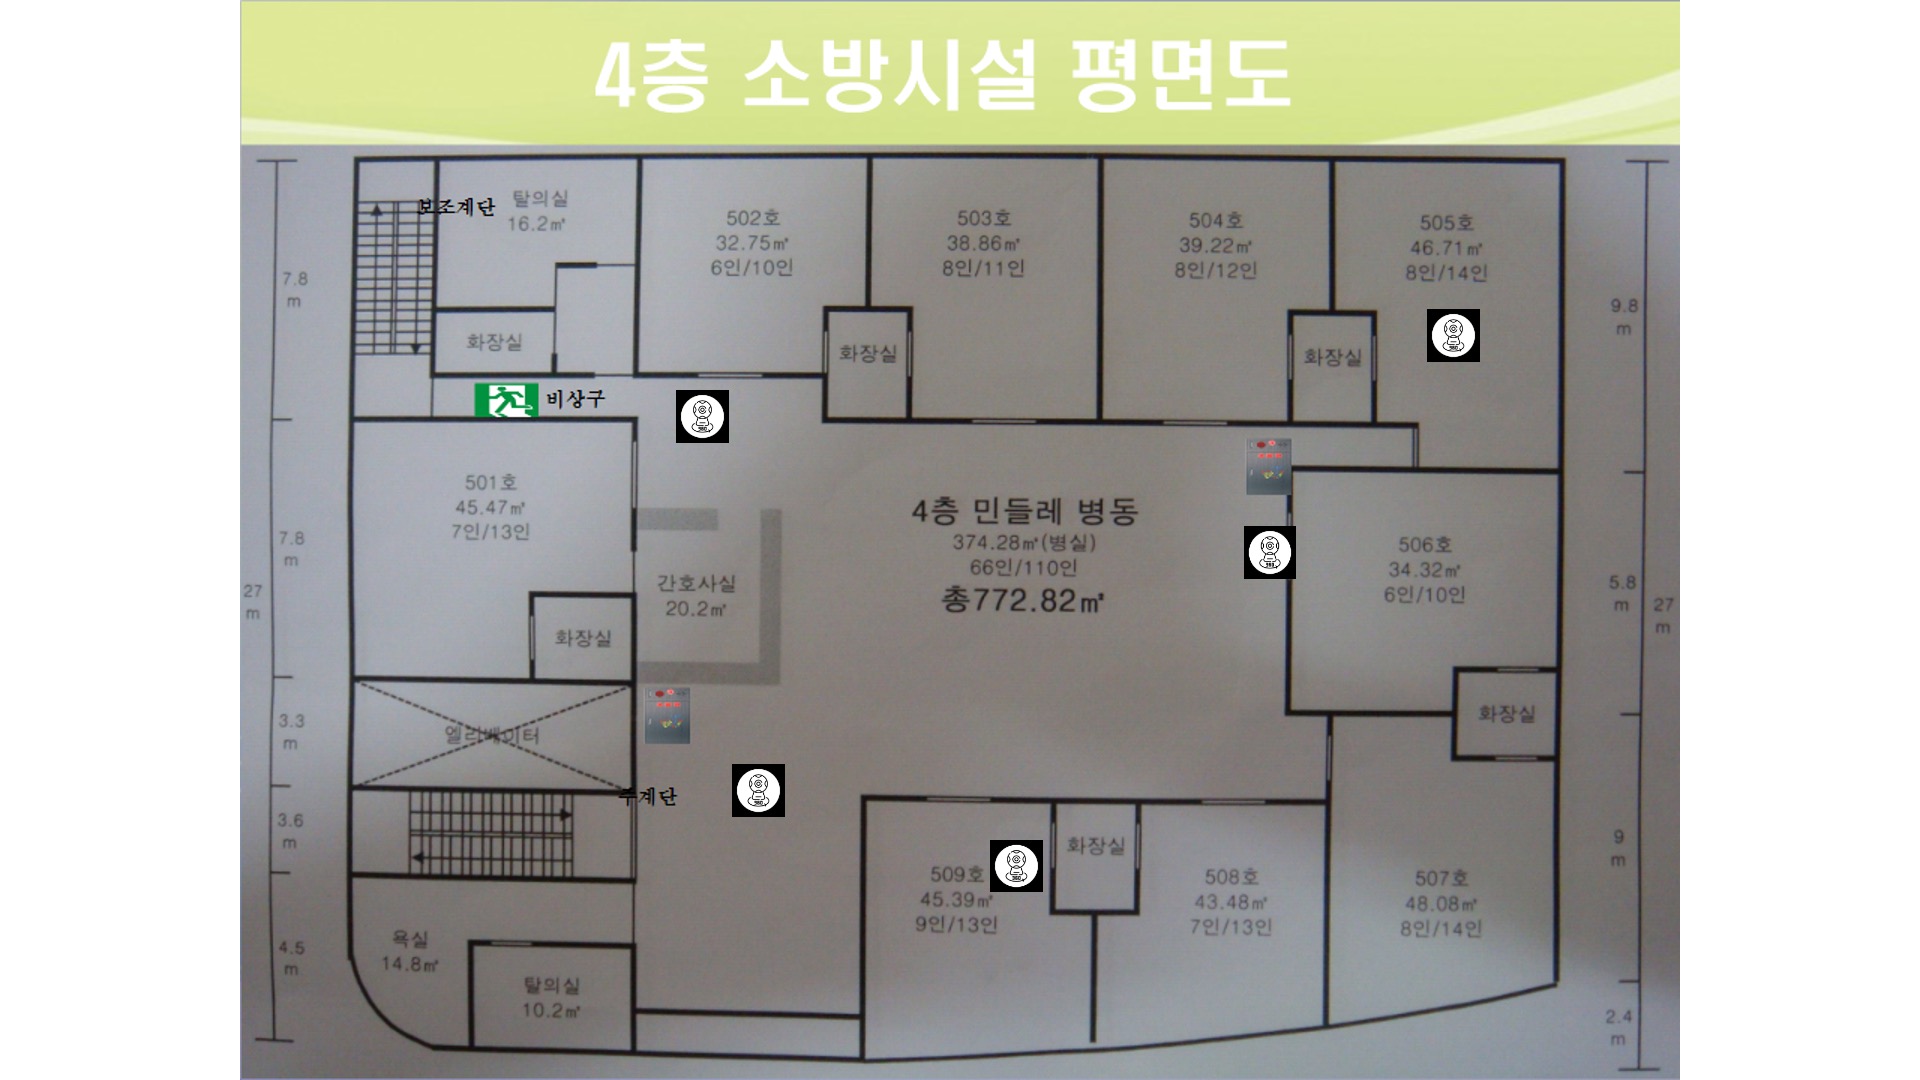 4층 소방시설 평면도
보조계단
탈의실
16.2㎡
502호
32.75㎡
6인/10인
503호
38.86㎡
8인/11인
504호
39.22㎡
8인/12인
505호
46.71㎡
8인/14인
7.8
m
9.8
m
화장실
화장실
화장실
비상구
501호
45.47㎡
7인/13인
4층 민들레 병동
374.28㎡(병실)
66인/110인
총772.82㎡
506호
34.32㎡
6인/10인
7.8
m
27
m
간호사실
20.2㎡
5.8
m
27
m
화장실
3.3
m
엘리베이터
화장실
주계단
3.6
m
509호
45.39㎡
9인/13인
화장실
508호
43.48㎡
7인/13인
507호
48.08㎡
8인/14인
9
m
4.5
m
욕실
14.8㎡
탈의실
10.2㎡
2.4
m